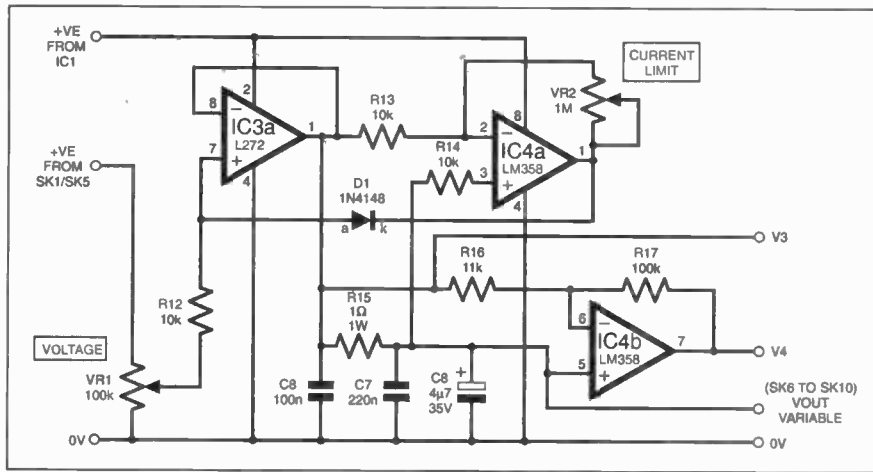 +VE
FROM
IC1
+VE
FROM
SK1/SK5
VOLTAGE
VR1
100k
0V
R12
10k
8
7
2
1
4
IC3a
L272
R13
10k
R14
10k
D1
1N4148
a
k
2
3
8
1
4
IC4a
LM358
CURRENT
LIMIT
VR2
1M
V3
R16
11k
R17
100k
R15
1Ω
1W
6
5
7
IC4b
LM358
V4
C8
100n
C7
220n
+
C8
4µ7
35V
(SK6 TO SK10)
VOUT
VARIABLE
0V